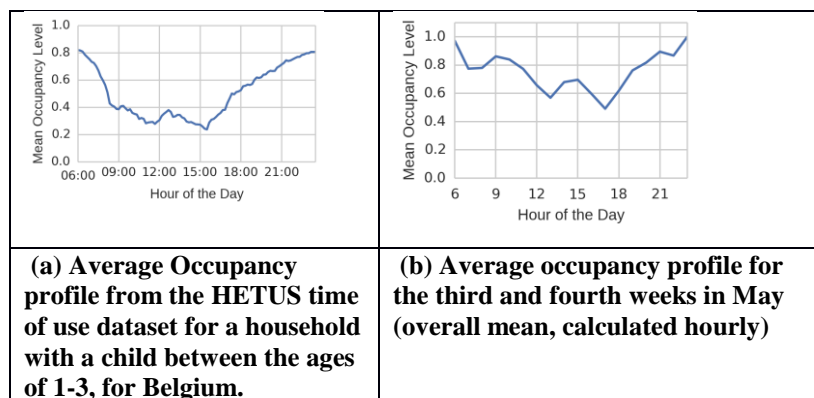 Mean Occupancy Level
1.0
0.8
0.6
0.4
0.2
0.0
06:00 09:00 12:00 15:00 18:00 21:00
Hour of the Day
Mean Occupancy Level
1.0
0.8
0.6
0.4
0.2
0.0
6 9 12 15 18 21
Hour of the Day
(a) Average Occupancy
profile from the HETUS time
of use dataset for a household
with a child between the ages
of 1-3, for Belgium.
(b) Average occupancy profile for
the third and fourth weeks in May
(overall mean, calculated hourly)